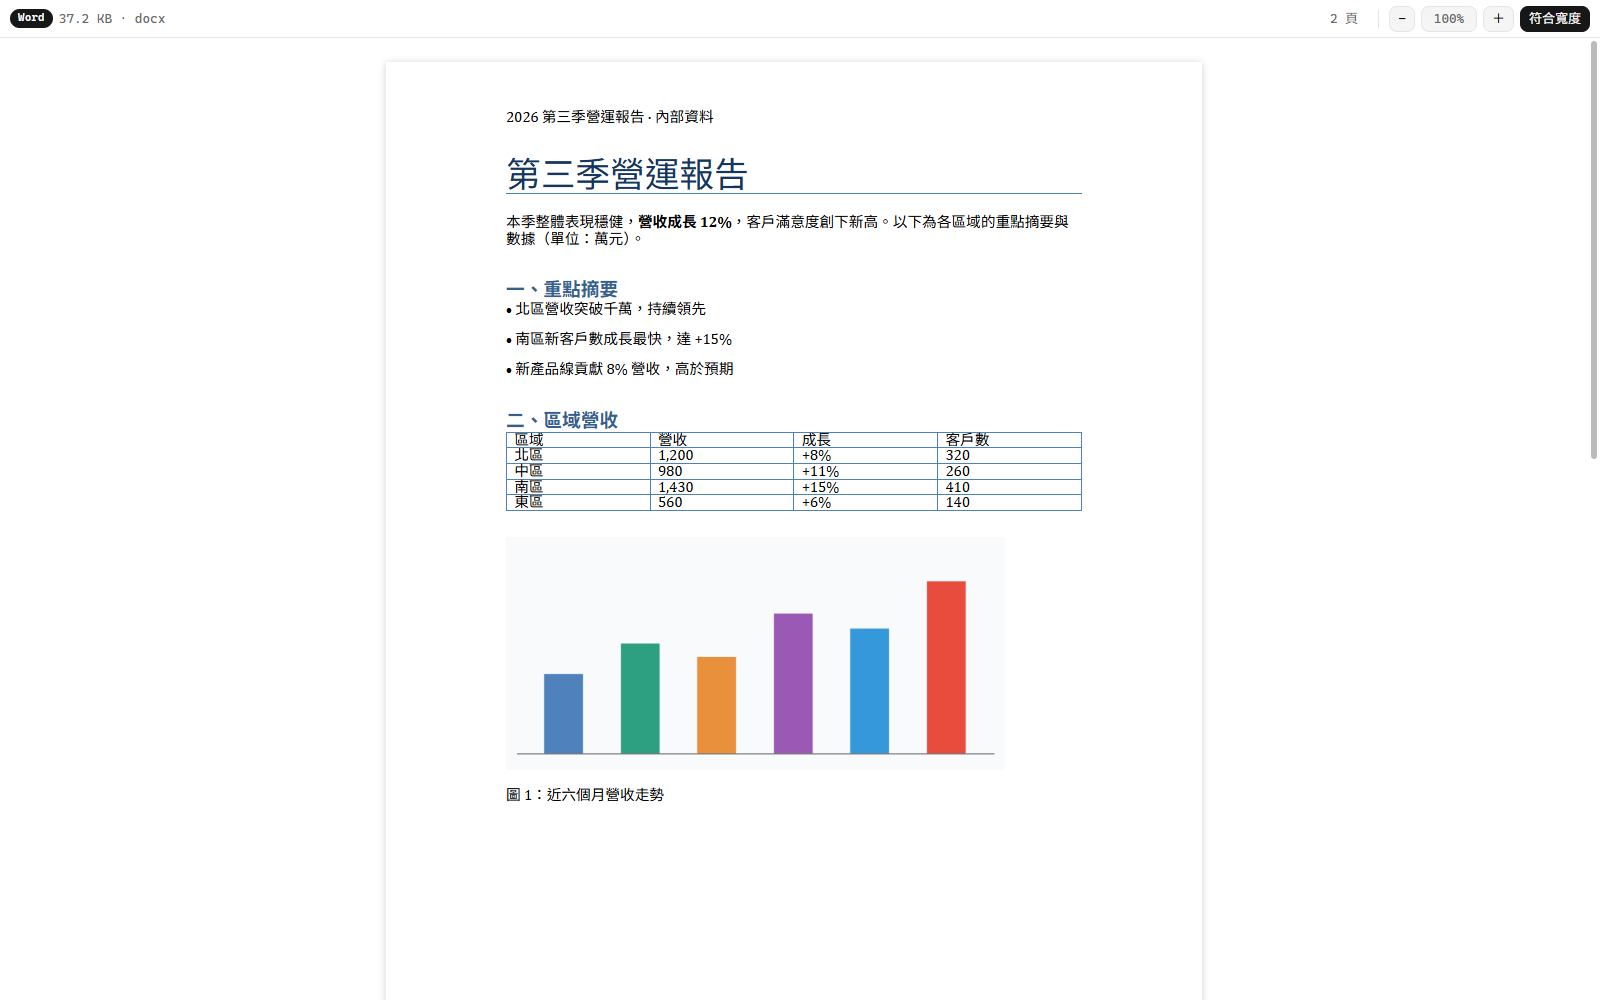 Word 37.2 KB · docx 2 頁 − 100% + 符合寬度
2026 第三季營運報告 · 內部資料
第三季營運報告
本季整體表現穩健，營收成長 12%，客戶滿意度創下新高。以下為各區域的重點摘要與
數據（單位：萬元）。
一、重點摘要
• 北區營收突破千萬，持續領先
• 南區新客戶數成長最快，達 +15%
• 新產品線貢獻 8% 營收，高於預期
二、區域營收
區域 營收 成長 客戶數
北區 1,200 +8% 320
中區 980 +11% 260
南區 1,430 +15% 410
東區 560 +6% 140
圖 1：近六個月營收走勢